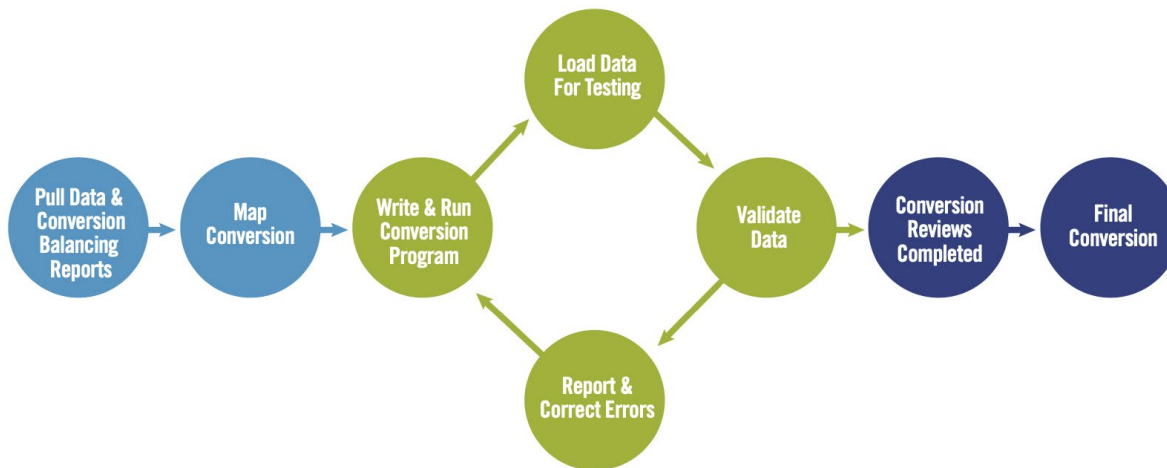 Pull Data &
Conversion
Balancing
Reports
Map
Conversion
Write & Run
Conversion
Program
Load Data
For Testing
Validate
Data
Report &
Correct Errors
Conversion
Reviews
Completed
Final
Conversion